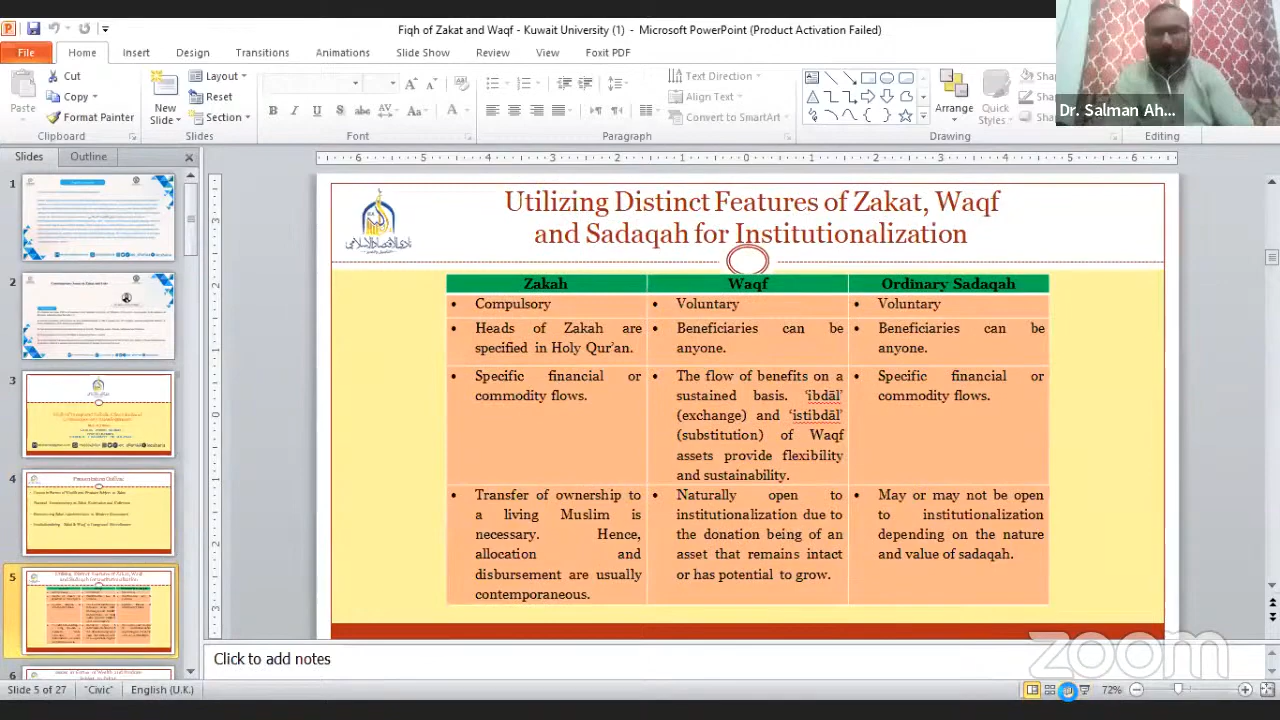 Fiqh of Zakat and Waqf - Kuwait University (1) - Microsoft PowerPoint (Product Activation Failed)
File Home Insert Design Transitions Animations Slide Show Review View Foxit PDF
Paste
Cut
Copy
Format Painter
Clipboard
New
Slide
Layout
Reset
Section
Slides
Font
Text Direction
Align Text
Convert to SmartArt
Paragraph
Arrange
Quick
Styles
Drawing
Editing
Dr. Salman Ah...
Slides Outline
1
2
3
4
Presentation Outline
5
6
Utilizing Distinct Features of Zakat, Waqf
and Sadaqah for Institutionalization
Zakah Waqf Ordinary Sadaqah
• Compulsory
• Voluntary
• Voluntary
• Heads of Zakah are
specified in Holy Qur'an.
• Beneficiaries can be
anyone.
• Beneficiaries can be
anyone.
• Specific financial or
commodity flows.
• The flow of benefits on a
sustained basis. ‘ibdāl’
(exchange) and ‘istibdāl’
(substitution) of Waqf
assets provide flexibility
and sustainability.
• Specific financial or
commodity flows.
• Transfer of ownership to
a living Muslim is
necessary. Hence,
allocation and
disbursement are usually
contemporaneous.
• Naturally open to
institutionalization due to
the donation being of an
asset that remains intact
or has potential to grow.
• May or may not be open
to institutionalization
depending on the nature
and value of sadaqah.
Click to add notes
zoom
Slide 5 of 27 "Civic" English (U.K.) 72%